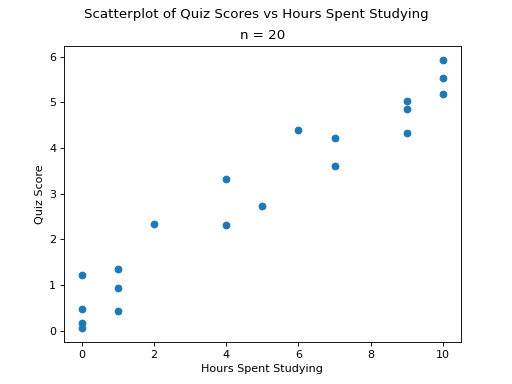 Scatterplot of Quiz Scores vs Hours Spent Studying
n = 20
6
5
4
3
2
1
0
Quiz Score
0 2 4 6 8 10
Hours Spent Studying